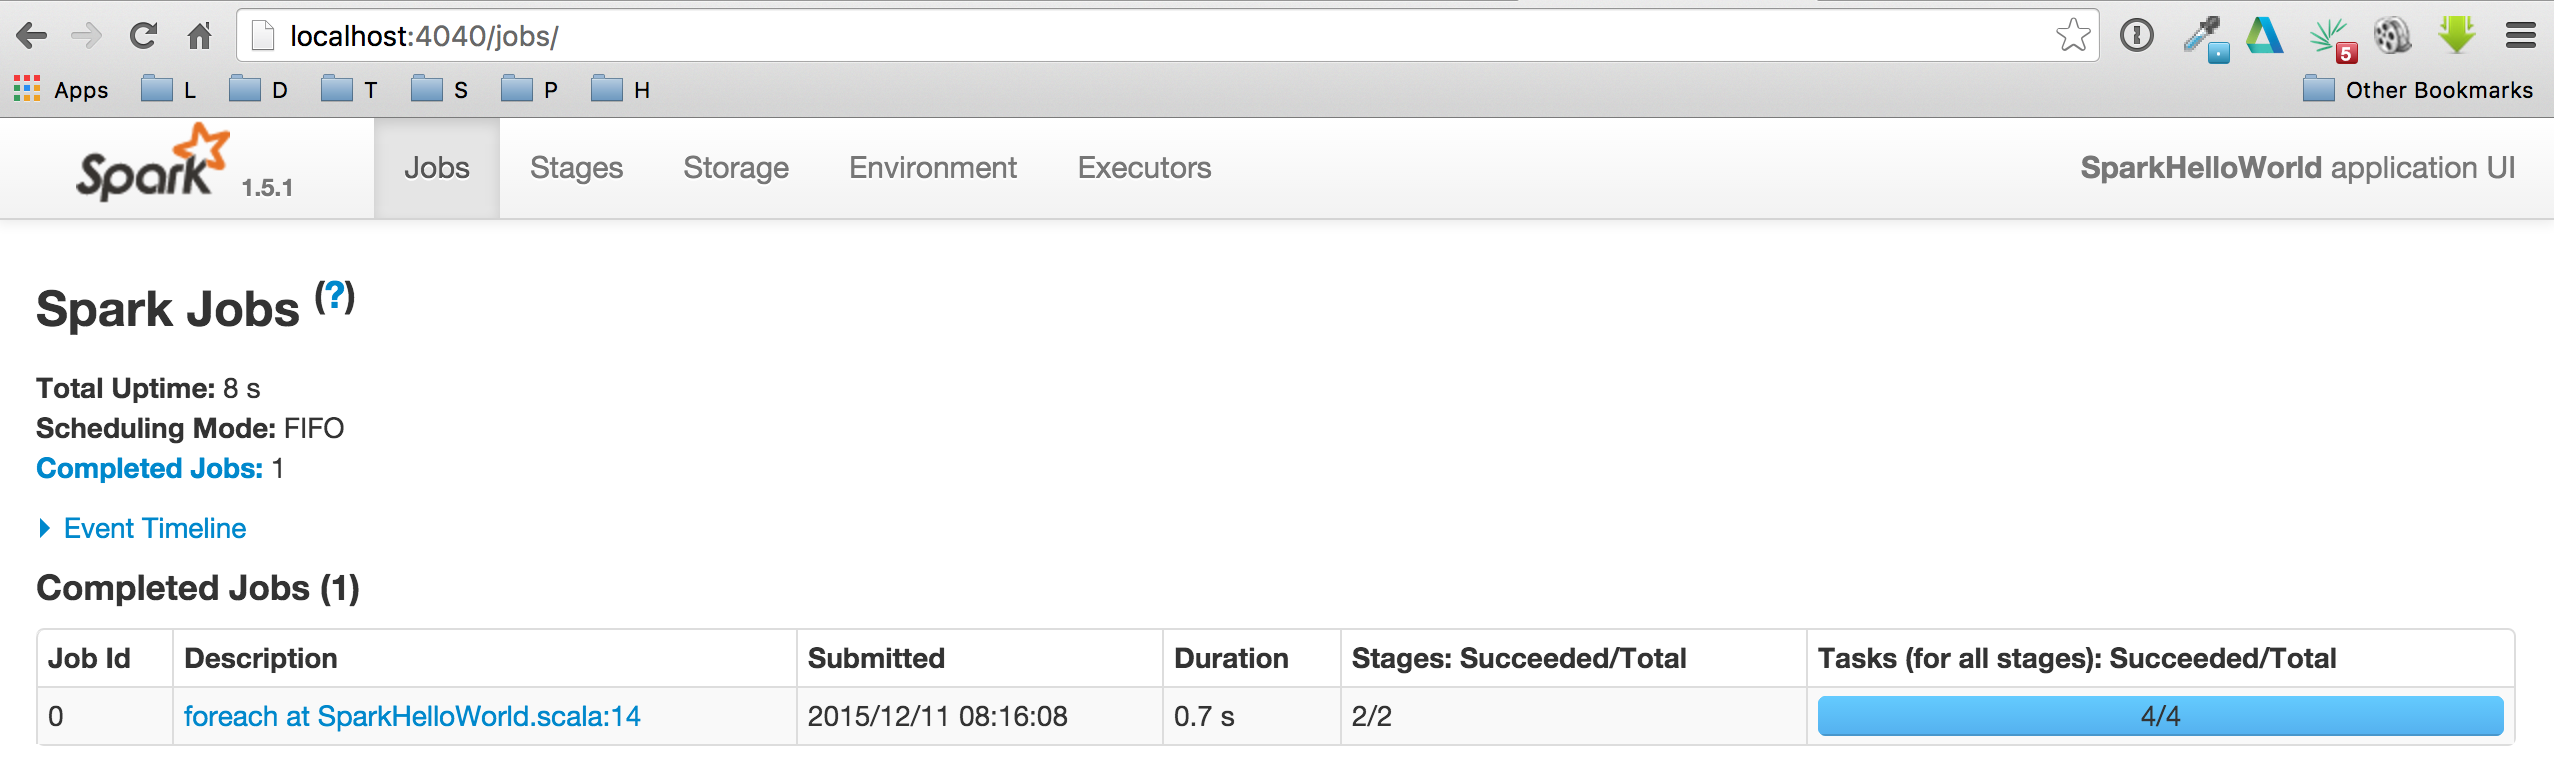 localhost:4040/jobs/
5
Apps L D T S P H Other Bookmarks
Spark 1.5.1 Jobs Stages Storage Environment Executors SparkHelloWorld application UI
Spark Jobs (?)
Total Uptime: 8 s
Scheduling Mode: FIFO
Completed Jobs: 1
Event Timeline
Completed Jobs (1)
Job Id Description Submitted Duration Stages: Succeeded/Total Tasks (for all stages): Succeeded/Total
0 foreach at SparkHelloWorld.scala:14 2015/12/11 08:16:08 0.7 s 2/2 4/4